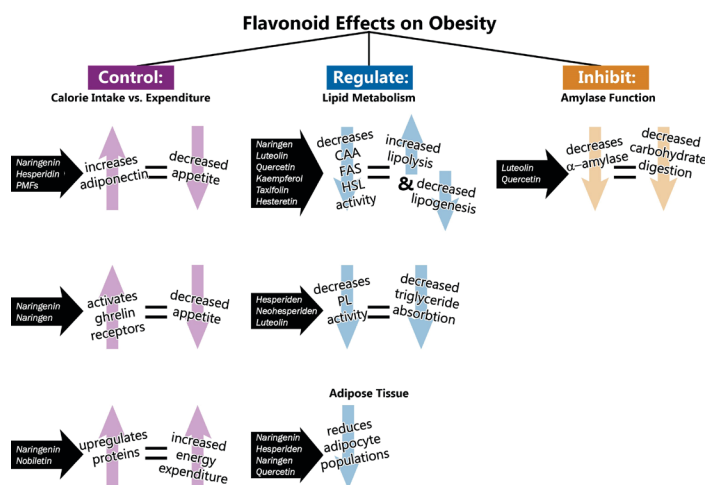 Flavonoid Effects on Obesity
Control:
Calorie Intake vs. Expenditure
Naringenin
Hesperidin
PMFs
increases
adiponectin
=
decreased
appetite
Naringenin
Naringen
activates
ghrelin
receptors
=
decreased
appetite
Naringenin
Nobiletin
upregulates
proteins
=
increased
energy
expenditure
Regulate:
Lipid Metabolism
Naringen
Luteolin
Quercetin
Kaempferol
Taxifolin
Hesteretin
decreases
CAA
FAS
HSL
activity
=
increased
lipolysis
&
decreased
lipogenesis
Hesperiden
Neohesperiden
Luteolin
decreases
PL
activity
=
decreased
triglyceride
absorbtion
Adipose Tissue
Naringenin
Hesperiden
Naringen
Quercetin
reduces
adipocyte
populations
Inhibit:
Amylase Function
Luteolin
Quercetin
decreases
α−amylase
=
decreased
carbohydrate
digestion